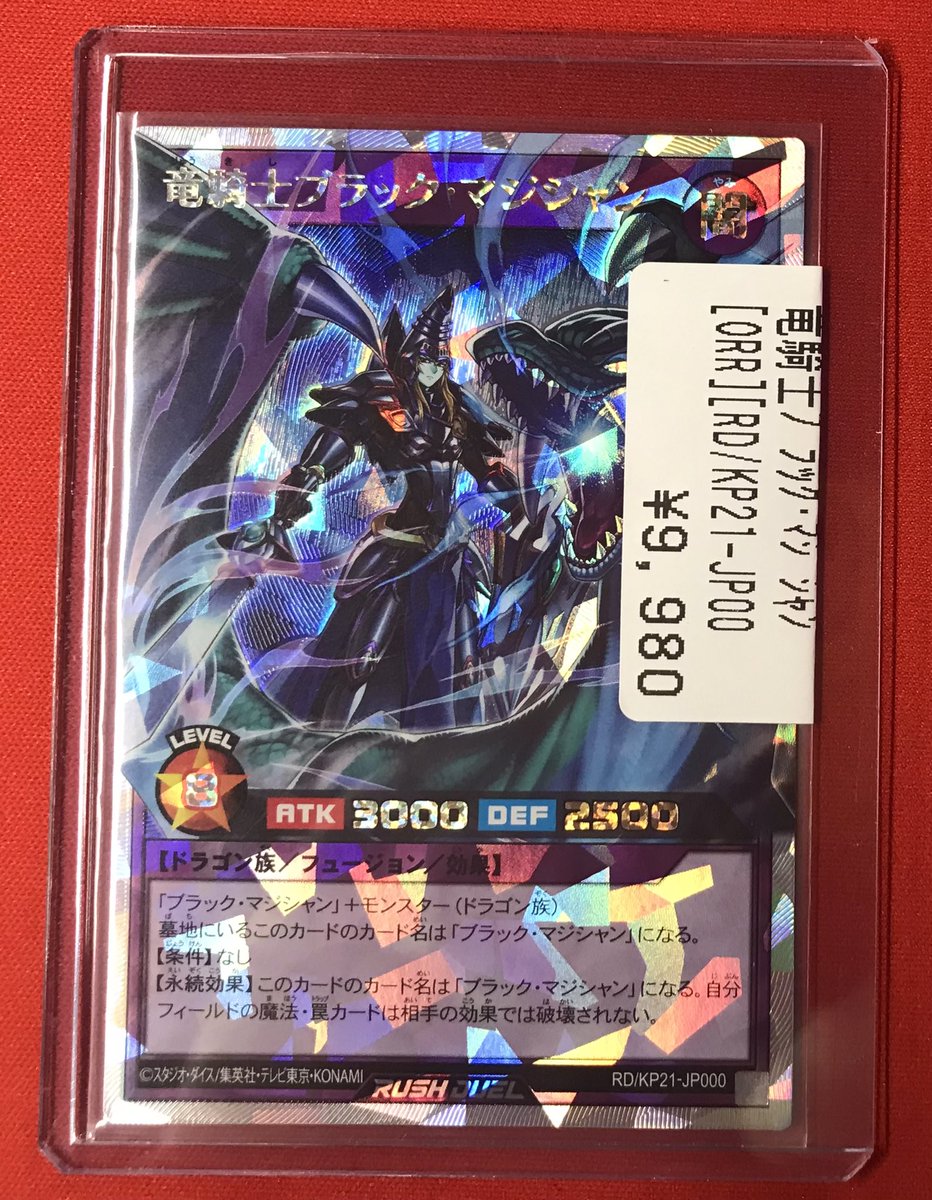 竜騎士ブラック・マジシャン
闇
LEVEL 8
ATK 3000 DEF 2500
【ドラゴン族／フュージョン／効果】
「ブラック・マジシャン」＋モンスター（ドラゴン族）
墓地にいるこのカードのカード名は「ブラック・マジシャン」になる。
【条件】なし
【永続効果】このカードのカード名は「ブラック・マジシャン」になる。自分
フィールドの魔法・罠カードは相手の効果では破壊されない。
©スタジオ・ダイス/集英社・テレビ東京・KONAMI
RUSH DUEL
RD/KP21-JP000
竜騎士ブラック・マジシャン
[ORR][RD/KP21-JP00
¥9,980